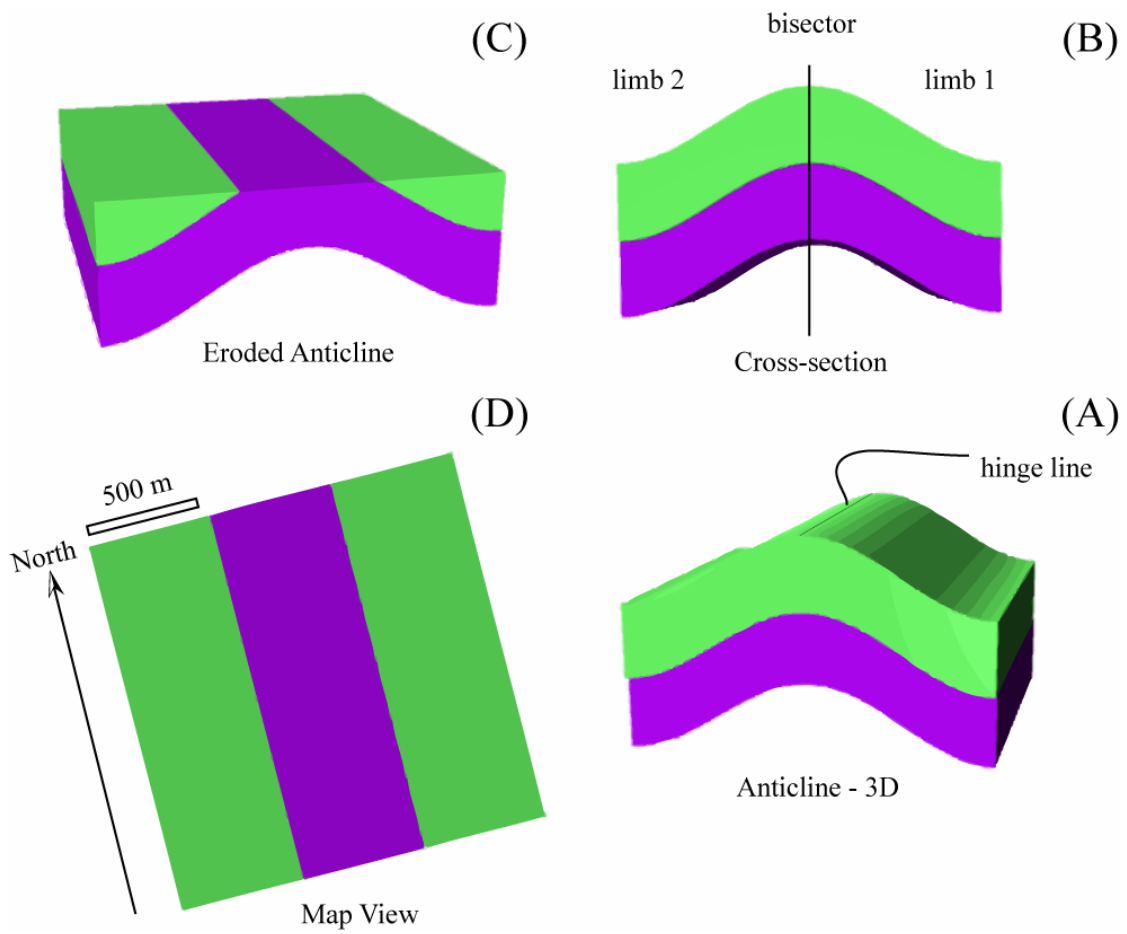 (C)
bisector
(B)
limb 2
limb 1
Eroded Anticline
Cross-section
(D)
(A)
500 m
hinge line
North
Anticline - 3D
Map View